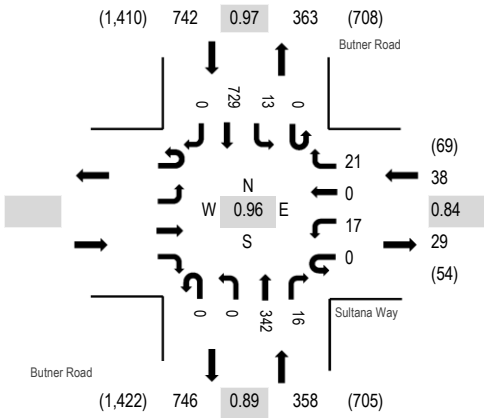 (1,410) 742 0.97 363 (708)
Butner Road
0 729 13 0
(69)
21
38
0
N
W 0.96 E
0.84
S
17
29
0
(54)
0 0 342 16
Sultana Way
Butner Road
(1,422) 746 0.89 358 (705)